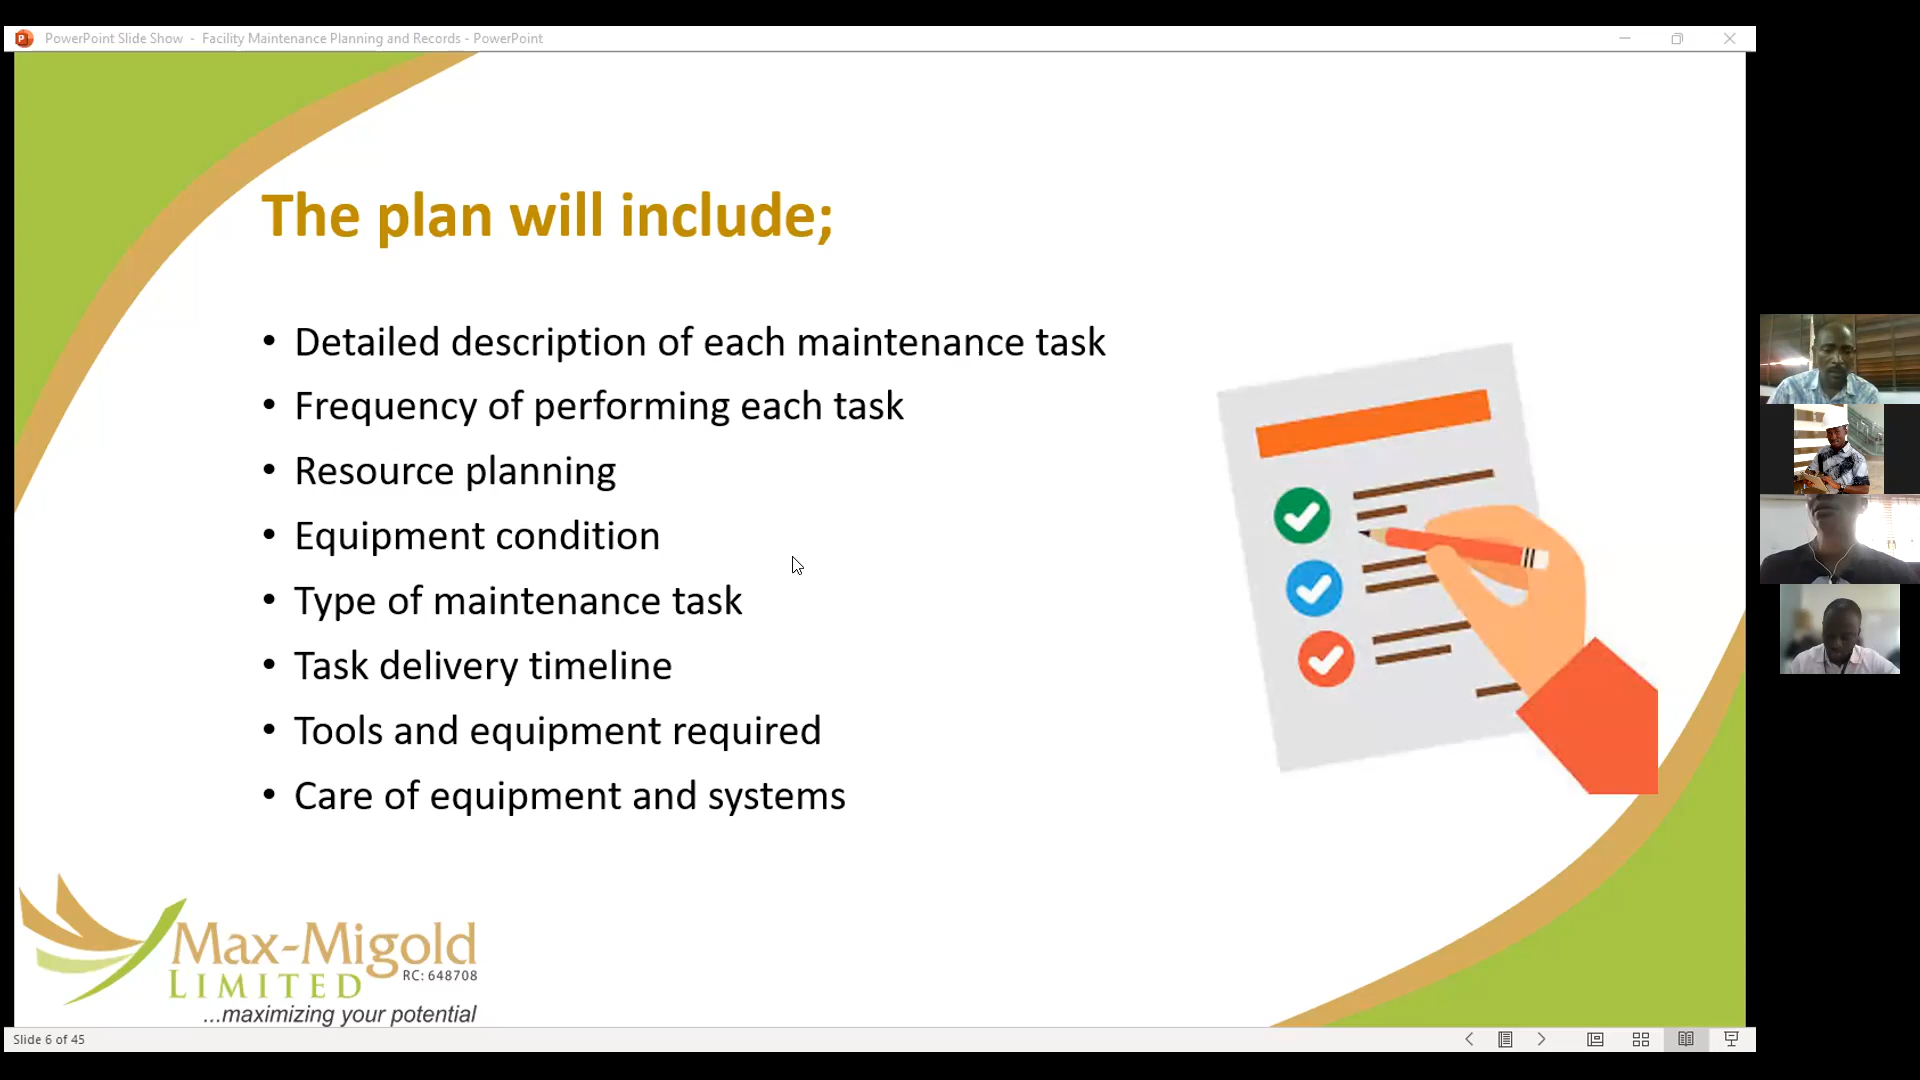 PowerPoint Slide Show - Facility Maintenance Planning and Records - PowerPoint
The plan will include;
• Detailed description of each maintenance task
• Frequency of performing each task
• Resource planning
• Equipment condition
• Type of maintenance task
• Task delivery timeline
• Tools and equipment required
• Care of equipment and systems
Max-Migold
LIMITED
RC: 648708
...maximizing your potential
Slide 6 of 45